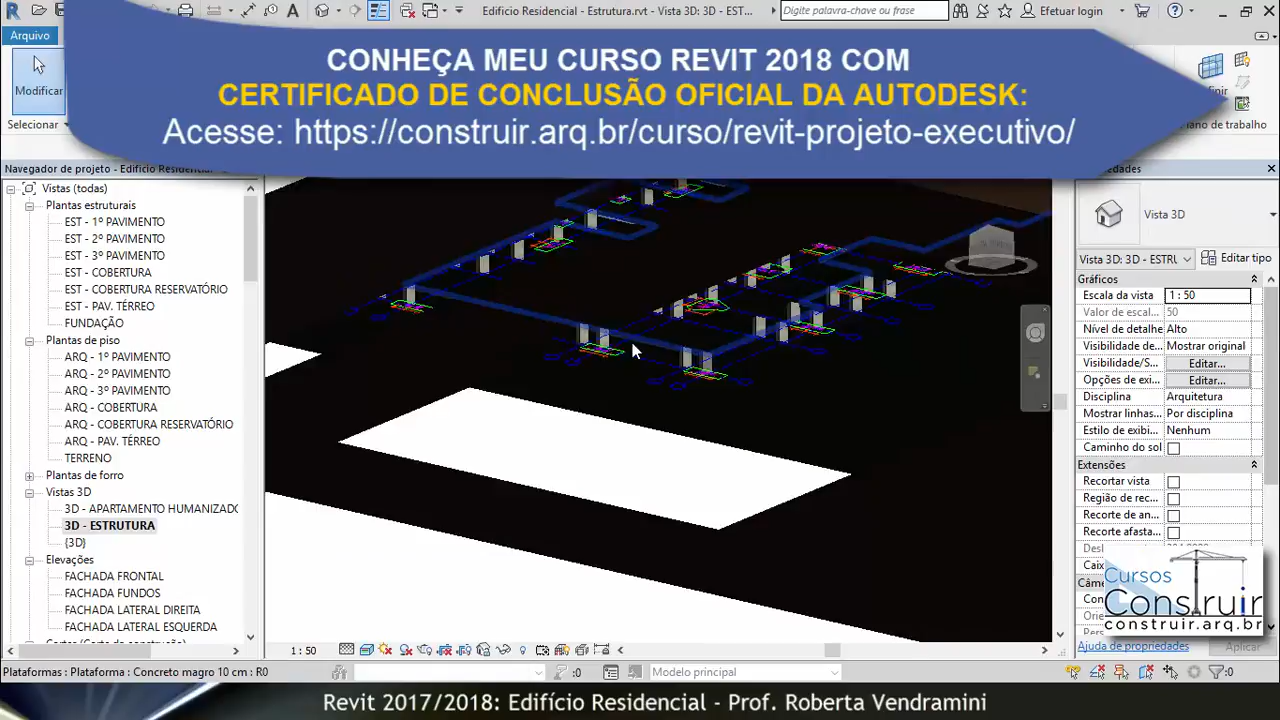 Edificio Residencial - Estrutura.rvt - Vista 3D: 3D - EST...
Digite palavra-chave ou frase
Efetuar login
Arquivo
CONHEÇA MEU CURSO REVIT 2018 COM
CERTIFICADO DE CONCLUSÃO OFICIAL DA AUTODESK:
Acesse: https://construir.arq.br/curso/revit-projeto-executivo/
Modificar
Selecionar
Plano de trabalho
Navegador de projeto - Edificio Residencial
Vistas (todas)
Plantas estruturais
EST - 1º PAVIMENTO
EST - 2º PAVIMENTO
EST - 3º PAVIMENTO
EST - COBERTURA
EST - COBERTURA RESERVATÓRIO
EST - PAV. TÉRREO
FUNDAÇÃO
Plantas de piso
ARQ - 1º PAVIMENTO
ARQ - 2º PAVIMENTO
ARQ - 3º PAVIMENTO
ARQ - COBERTURA
ARQ - COBERTURA RESERVATÓRIO
ARQ - PAV. TÉRREO
TERRENO
Plantas de forro
Vistas 3D
3D - APARTAMENTO HUMANIZADO
3D - ESTRUTURA
{3D}
Elevações
FACHADA FRONTAL
FACHADA FUNDOS
FACHADA LATERAL DIREITA
FACHADA LATERAL ESQUERDA
Vista 3D
Vista 3D: 3D - ESTRU
Editar tipo
Gráficos
Escala da vista 1 : 50
Valor de escal... 50
Nível de detalhe Alto
Visibilidade de Mostrar original
Visibilidade/S... Editar...
Opções de exi... Editar...
Disciplina Arquitetura
Mostrar linhas Por disciplina
Estilo de exibi... Nenhum
Caminho do sol
Extensões
Recortar vista
Região de rec...
Recorte de an...
Recorte afasta...
Cursos
Construir
construir.arq.br
Ajuda de propriedades
Aplicar
1 : 50
Plataformas : Plataforma : Concreto magro 10 cm : R0
:0
Modelo principal
:0
Revit 2017/2018: Edifício Residencial - Prof. Roberta Vendramini